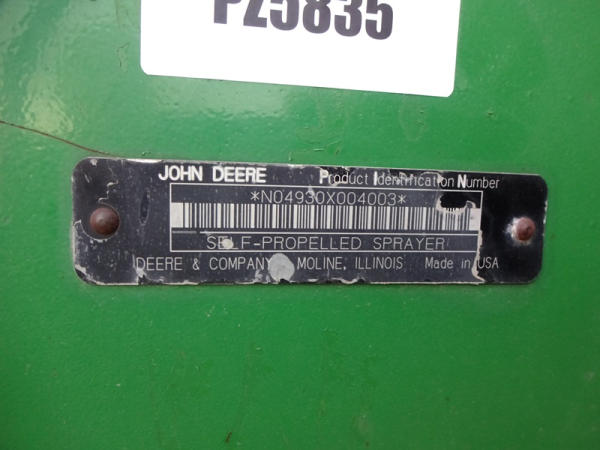 PZ5835
JOHN DEERE Product Identification Number
*N04930X004003*
SELF-PROPELLED SPRAYER
DEERE & COMPANY MOLINE, ILLINOIS Made in USA